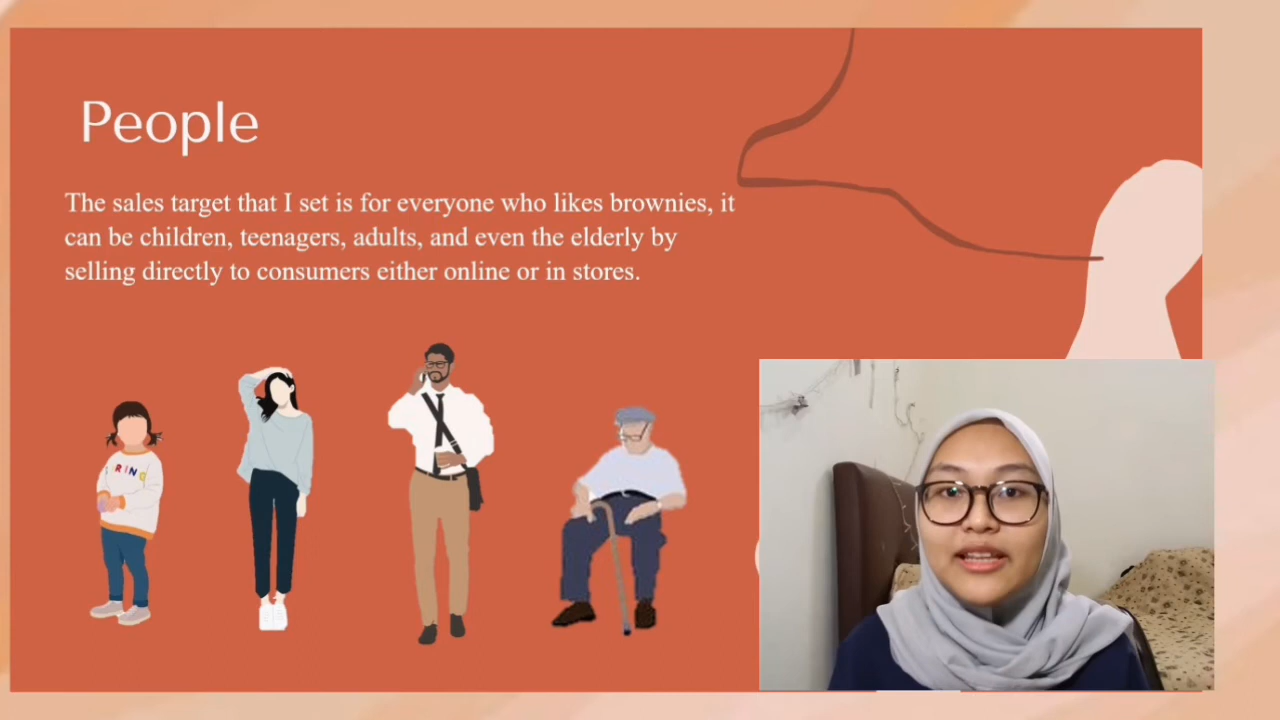 People
The sales target that I set is for everyone who likes brownies, it
can be children, teenagers, adults, and even the elderly by
selling directly to consumers either online or in stores.